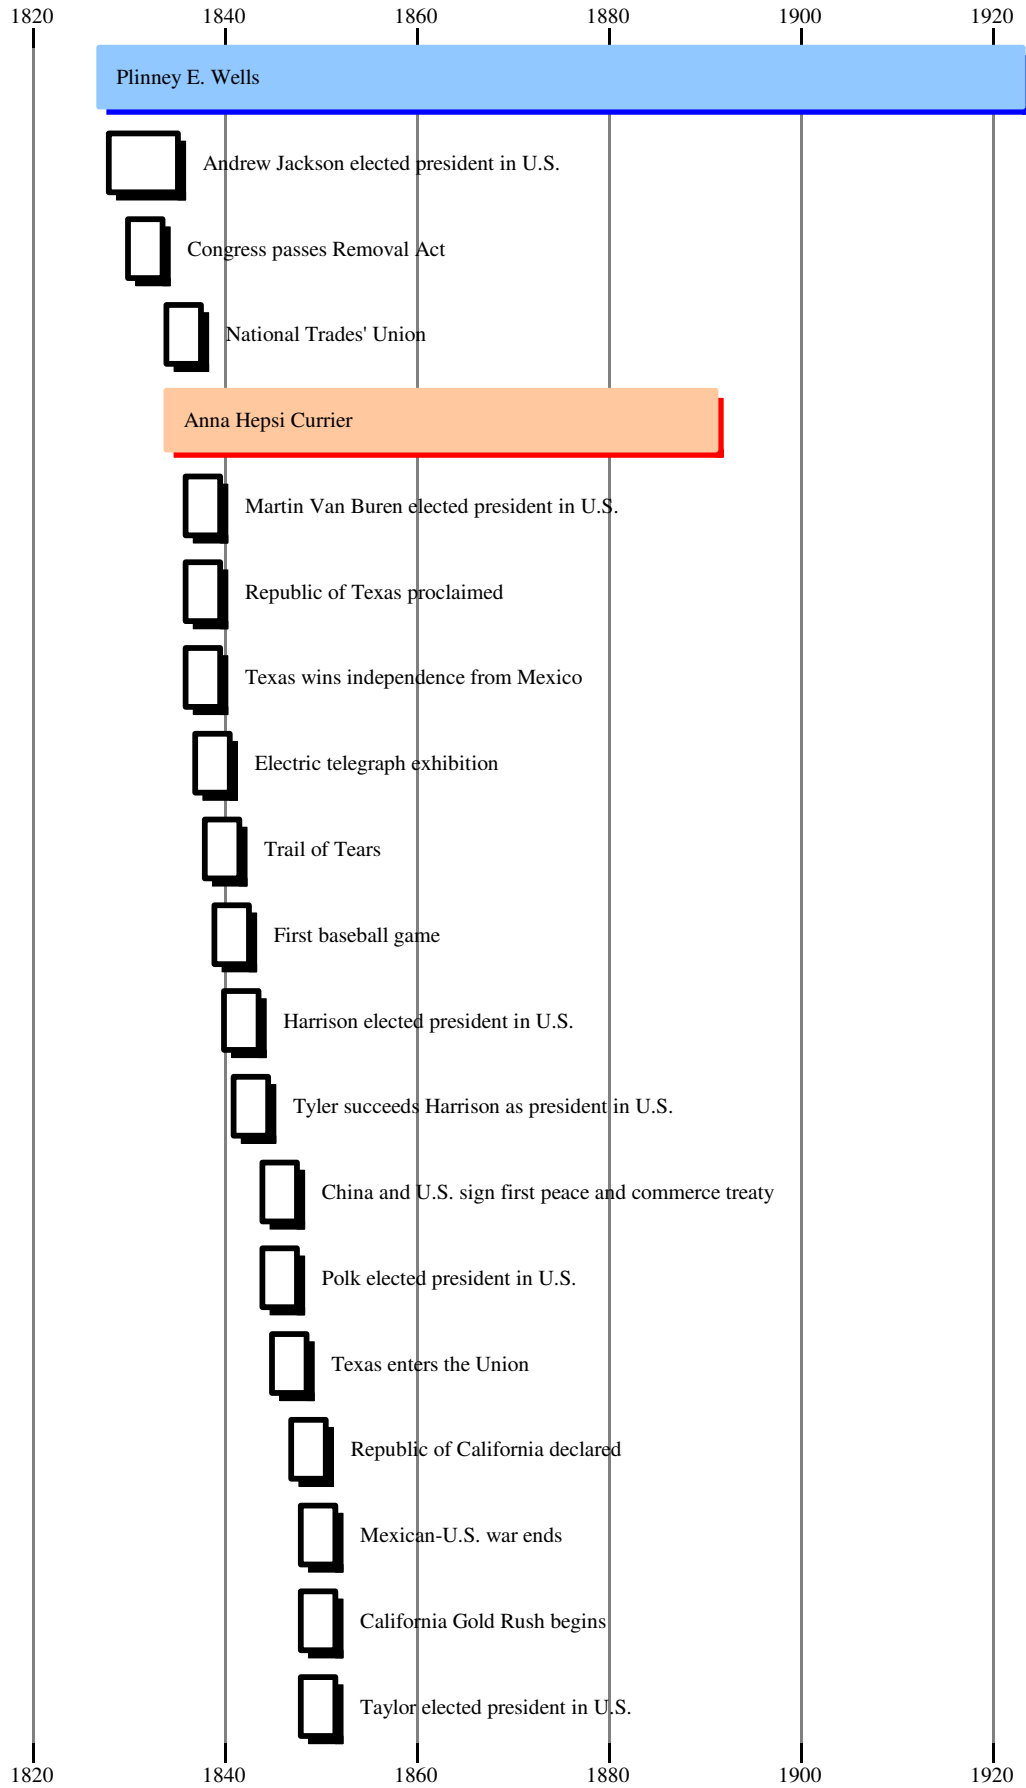 1820 1840 1860 1880 1900 1920
Plinney E. Wells
Andrew Jackson elected president in U.S.
Congress passes Removal Act
National Trades' Union
Anna Hepsi Currier
Martin Van Buren elected president in U.S.
Republic of Texas proclaimed
Texas wins independence from Mexico
Electric telegraph exhibition
Trail of Tears
First baseball game
Harrison elected president in U.S.
Tyler succeeds Harrison as president in U.S.
China and U.S. sign first peace and commerce treaty
Polk elected president in U.S.
Texas enters the Union
Republic of California declared
Mexican-U.S. war ends
California Gold Rush begins
Taylor elected president in U.S.
1820 1840 1860 1880 1900 1920